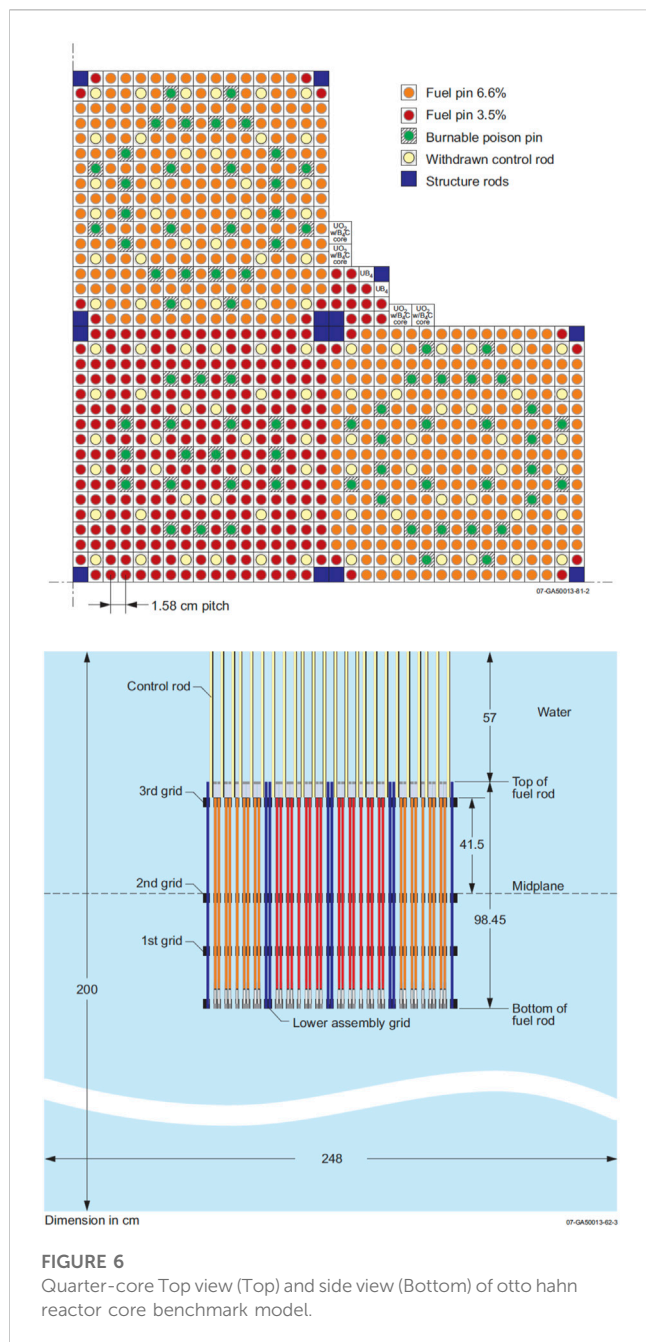 Fuel pin 6.6%
Fuel pin 3.5%
Burnable poison pin
Withdrawn control rod
Structure rods
UO2
w/B4C
core
UO2
w/B4C
core
UB4
UB4
UO2
w/B4C
core
UO2
w/B4C
core
07-GA50013-81-2
1.58 cm pitch
Control rod
57
Water
Top of
fuel rod
3rd grid
41.5
2nd grid
Midplane
98.45
1st grid
200
Lower assembly grid
Bottom of
fuel rod
248
Dimension in cm
07-GA50013-62-3
FIGURE 6
Quarter-core Top view (Top) and side view (Bottom) of otto hahn
reactor core benchmark model.